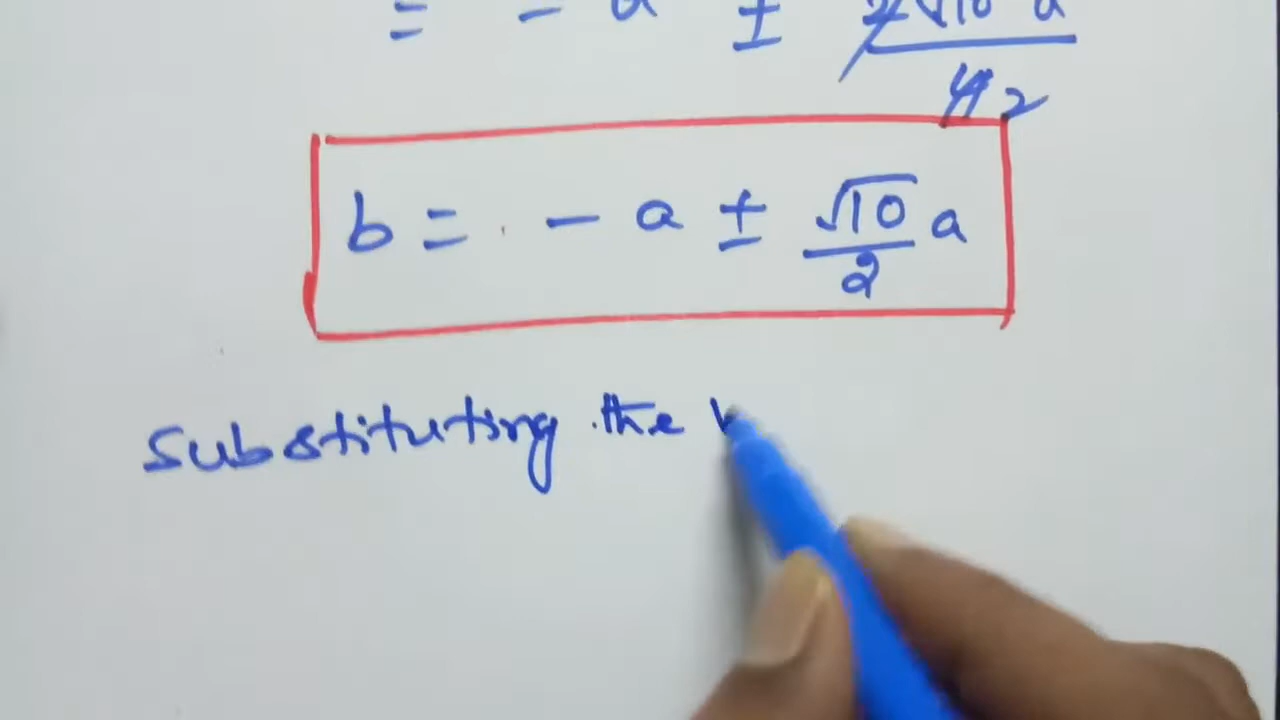 = - a ± 2√10 a / 4 2
b = - a ± √10/2 a
Substituting the